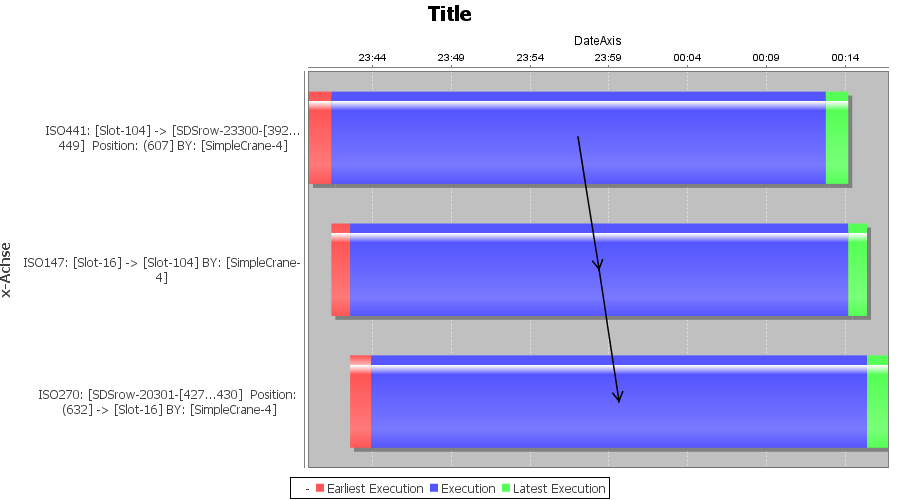 Title
DateAxis
23:44 23:49 23:54 23:59 00:04 00:09 00:14
ISO441: [Slot-104] -> [SDSrow-23300-[392...
449] Position: (607] BY: [SimpleCrane-4]
x-Achse
ISO147: [Slot-16] -> [Slot-104] BY: [SimpleCrane-
4]
ISO270: [SDSrow-20301-[427...430] Position:
(632] -> [Slot-16] BY: [SimpleCrane-4]
- Earliest Execution Execution Latest Execution